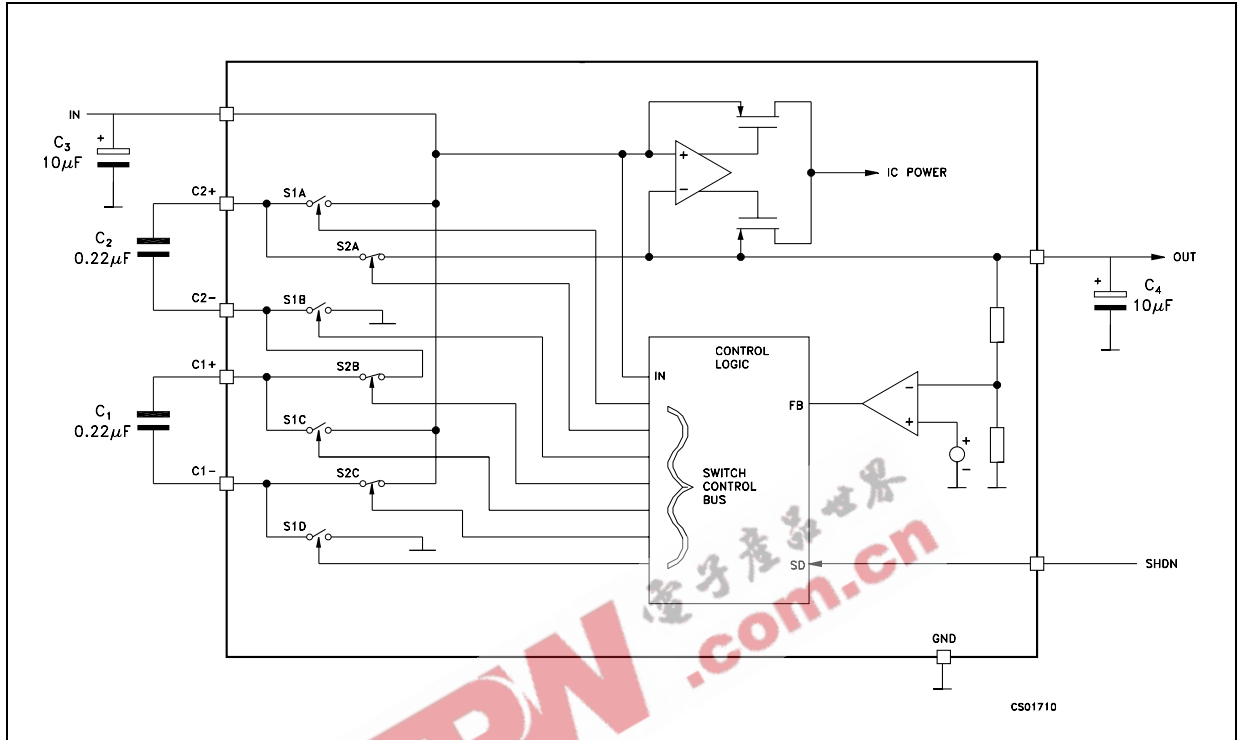 IN
C3
10μF
+
C2+
S1A
S2A
C2
0.22μF
C2-
S1B
C1+
S2B
C1
0.22μF
S1C
C1-
S2C
S1D
+
-
IC POWER
OUT
+
C4
10μF
CONTROL
LOGIC
IN
FB
-
+
+
-
SWITCH
CONTROL
BUS
SD
SHDN
GND
CS01710
電子產品世界
.com.cn